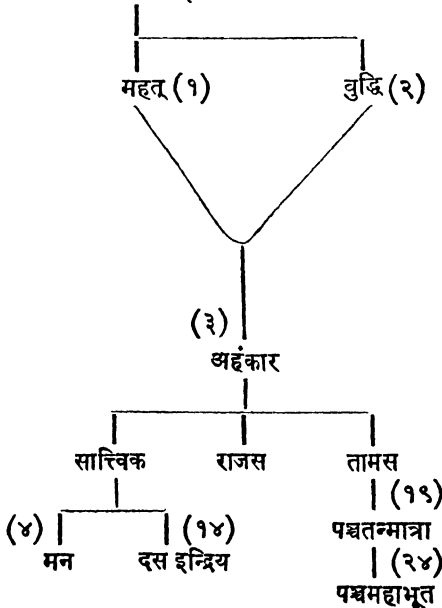 महत् (१) बुद्धि (२)
(३)
अहंकार
सात्त्विक राजस तामस
(१९)
(४) (१४) पञ्चतन्मात्रा
मन दस इन्द्रिय (२४)
पञ्चमहाभूत